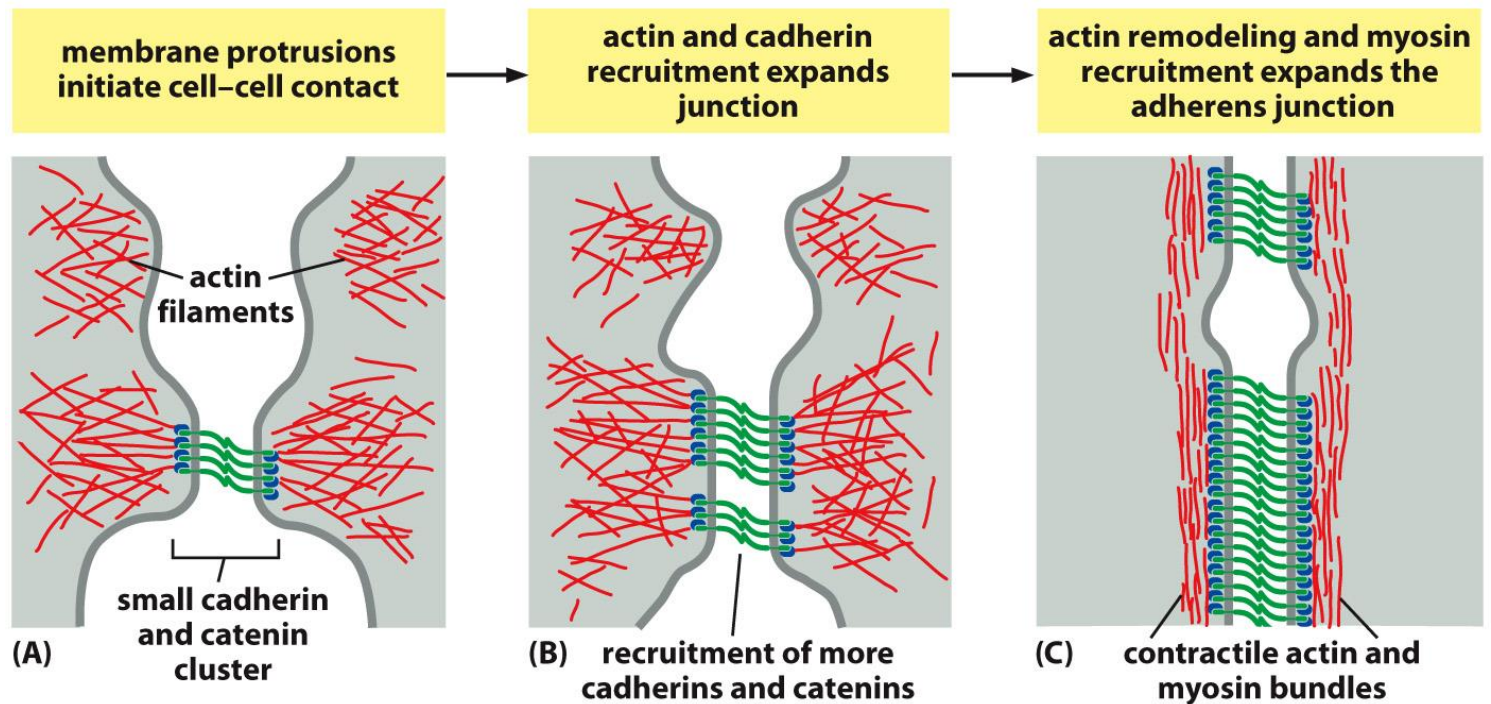 membrane protrusions
initiate cell–cell contact
actin and cadherin
recruitment expands
junction
actin remodeling and myosin
recruitment expands the
adherens junction
actin
filaments
small cadherin
and catenin
cluster
(A)
(B)
recruitment of more
cadherins and catenins
(C)
contractile actin and
myosin bundles